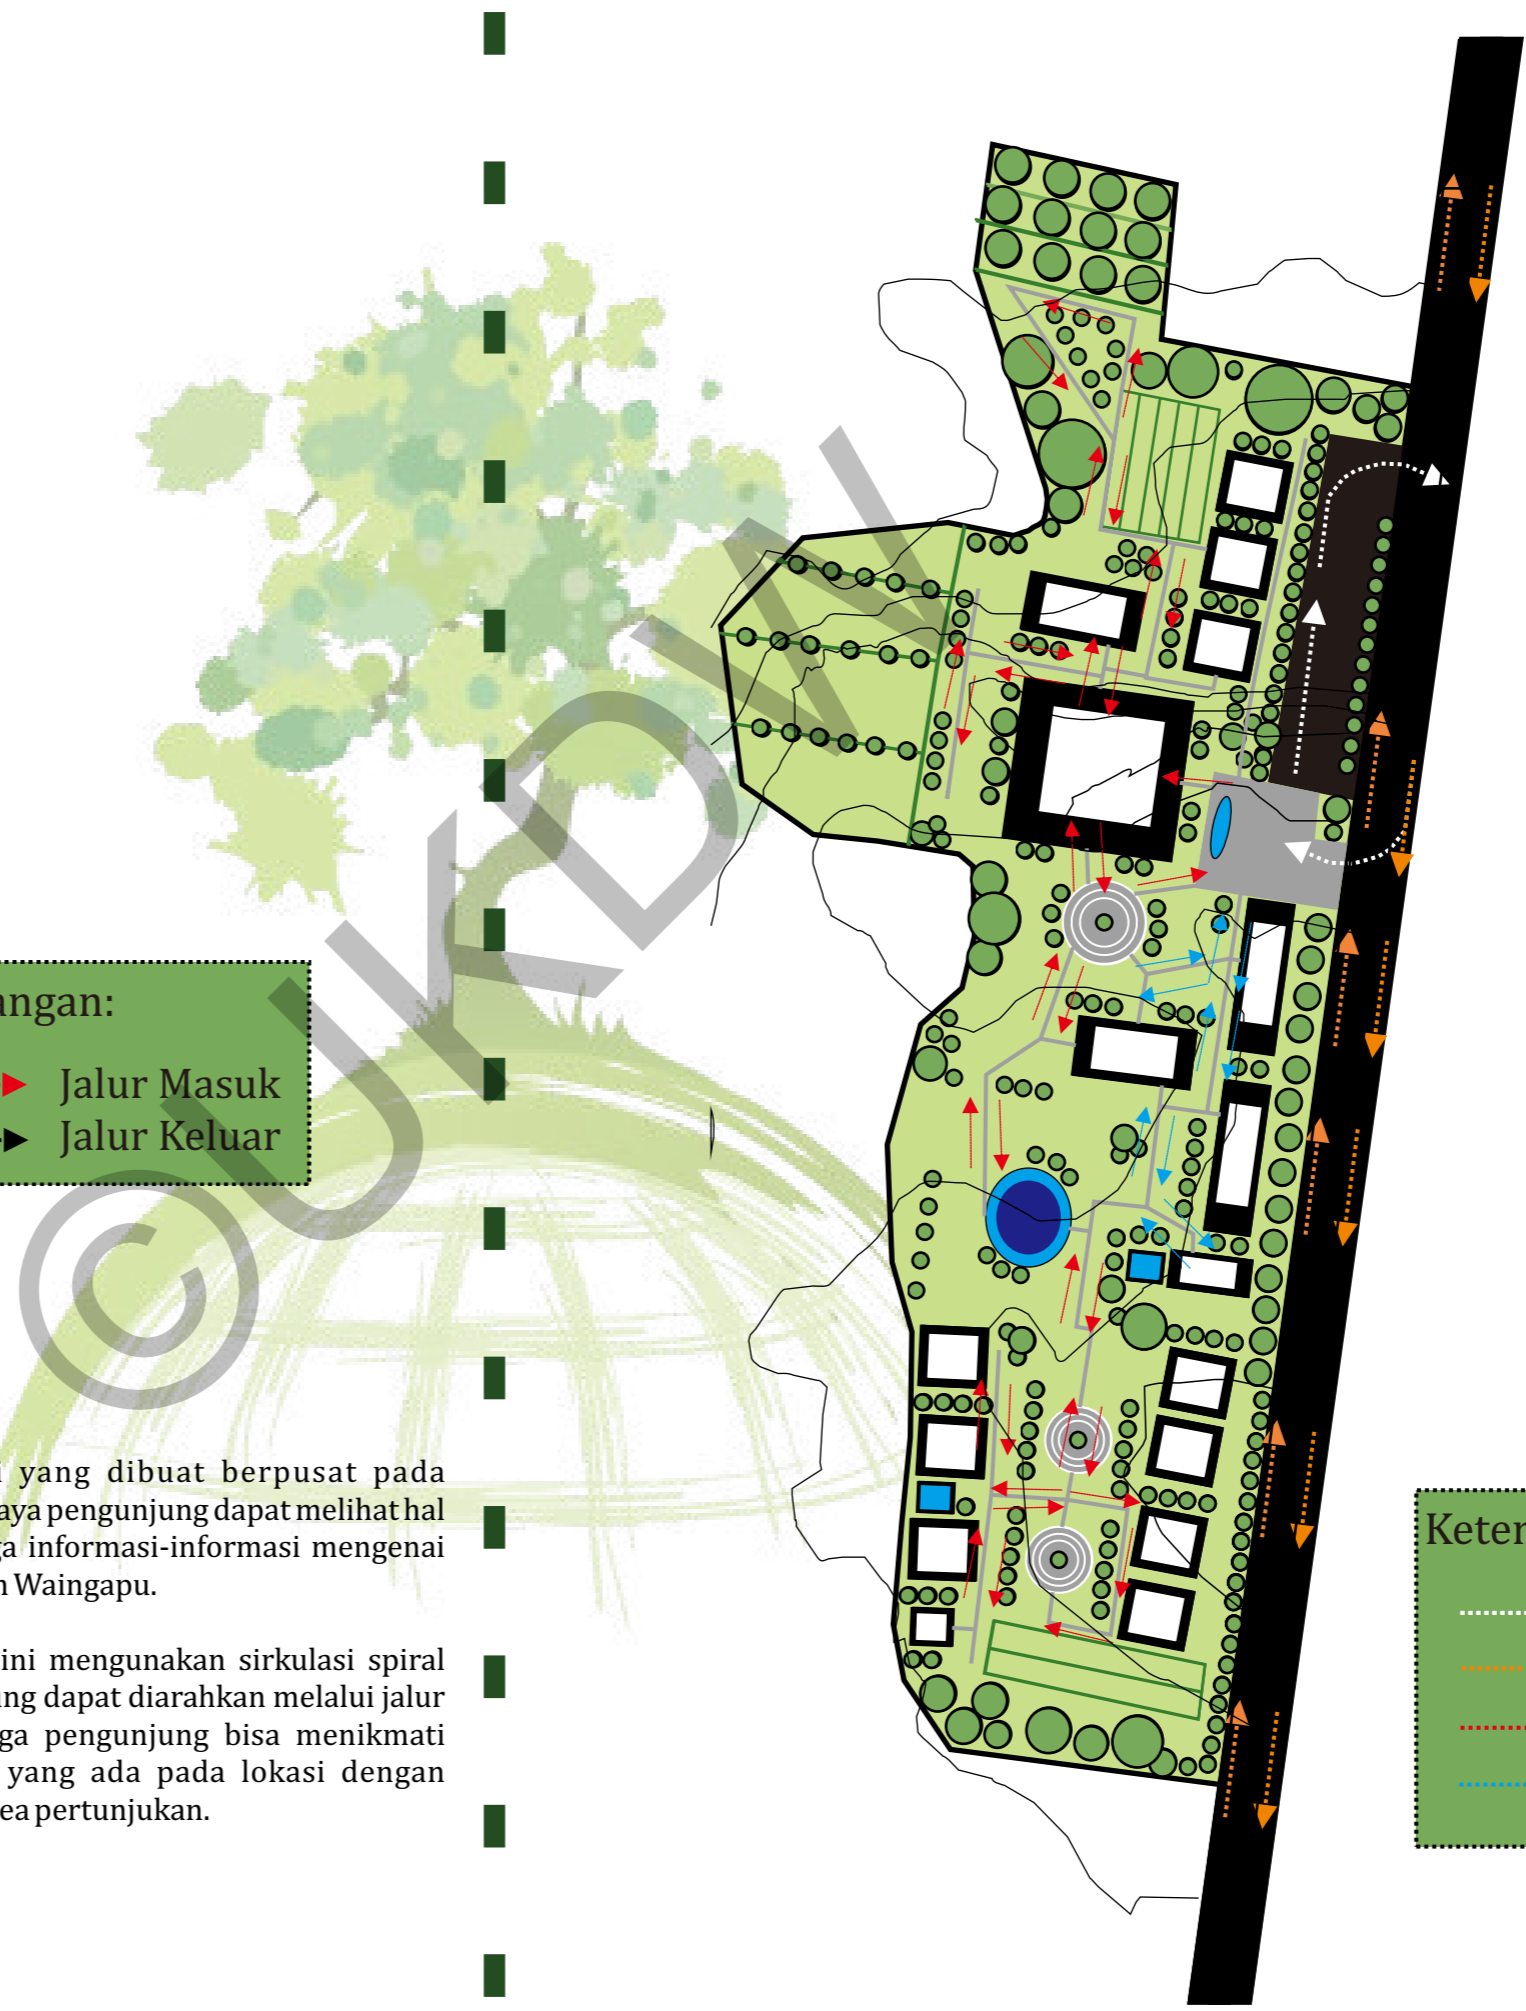 angan:
Jalur Masuk
Jalur Keluar
i yang dibuat berpusat pada
aya pengunjung dapat melihat hal
ga informasi-informasi mengenai
n Waingapu.
ini mengunakan sirkulasi spiral
ung dapat diarahkan melalui jalur
ga pengunjung bisa menikmati
yang ada pada lokasi dengan
ea pertunjukan.
©UKDW
Keter